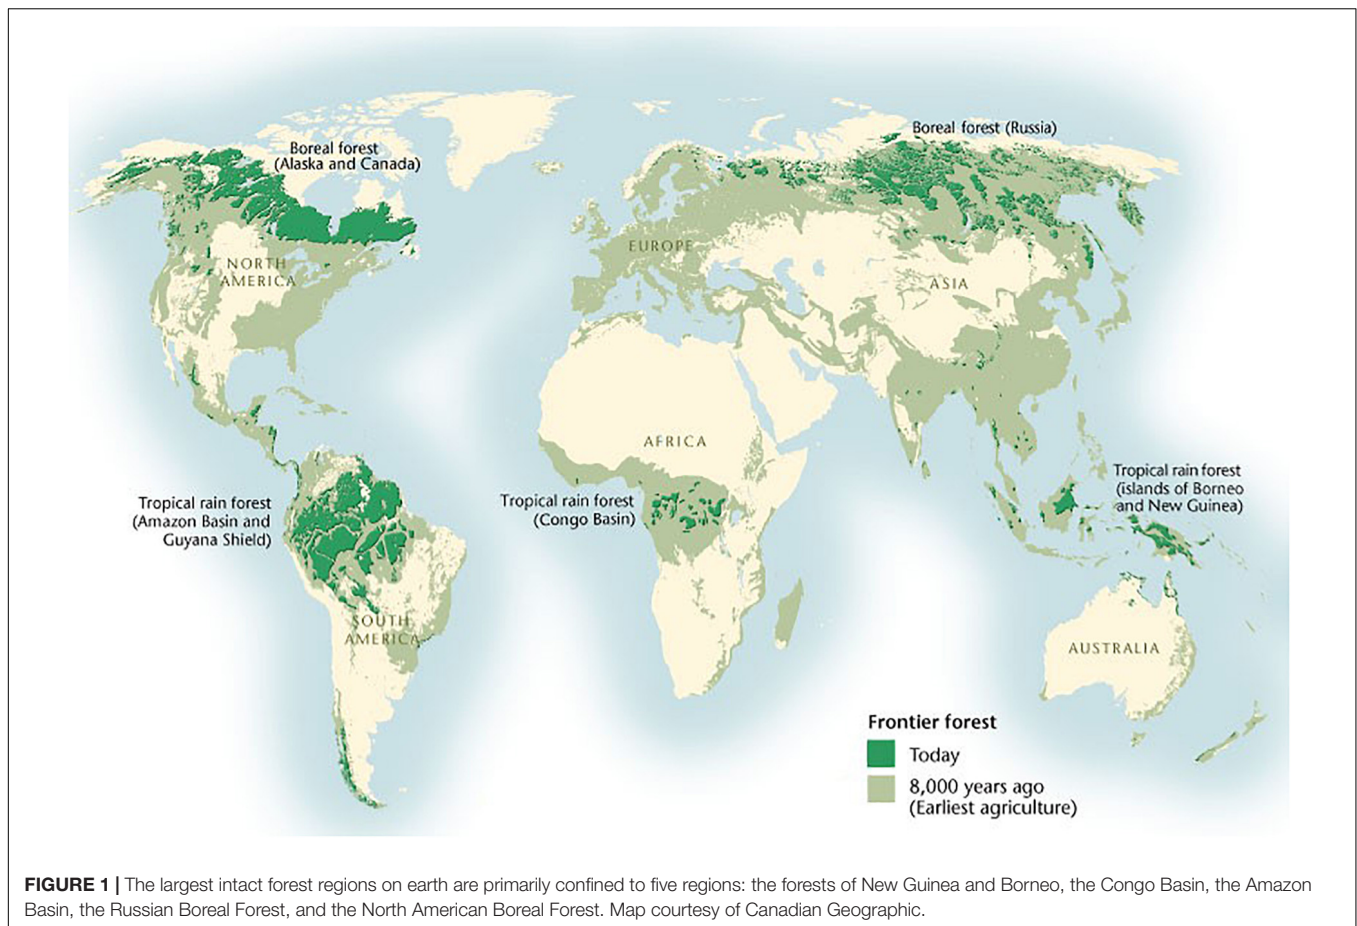 Boreal forest
(Alaska and Canada)
Boreal forest (Russia)
NORTH
AMERICA
EUROPE
ASIA
AFRICA
Tropical rain forest
(Amazon Basin and
Guyana Shield)
Tropical rain forest
(Congo Basin)
Tropical rain forest
(islands of Borneo
and New Guinea)
SOUTH
AMERICA
AUSTRALIA
Frontier forest
Today
8,000 years ago
(Earliest agriculture)
FIGURE 1 | The largest intact forest regions on earth are primarily confined to five regions: the forests of New Guinea and Borneo, the Congo Basin, the Amazon
Basin, the Russian Boreal Forest, and the North American Boreal Forest. Map courtesy of Canadian Geographic.